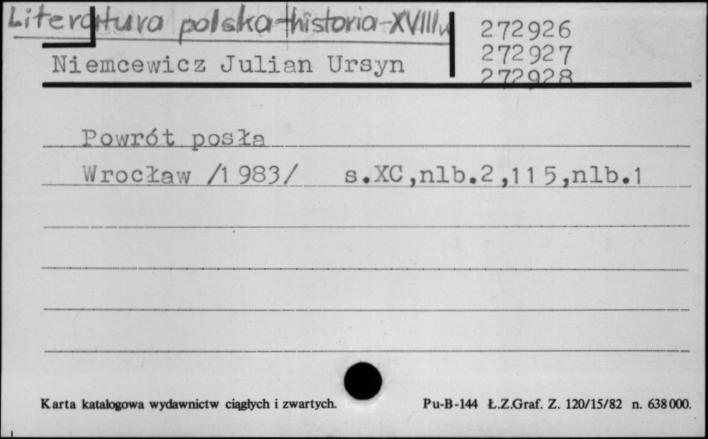 Literatura polska-historia-XVIIIw
272926
272927
272928
Niemcewicz Julian Ursyn
Powrót posła
Wrocław /1983/ s.XC,nlb.2,115,nlb.1
Karta katalogowa wydawnictw ciągłych i zwartych. Pu-B-144 Ł.Z.Graf. Z. 120/15/82 n. 638000.